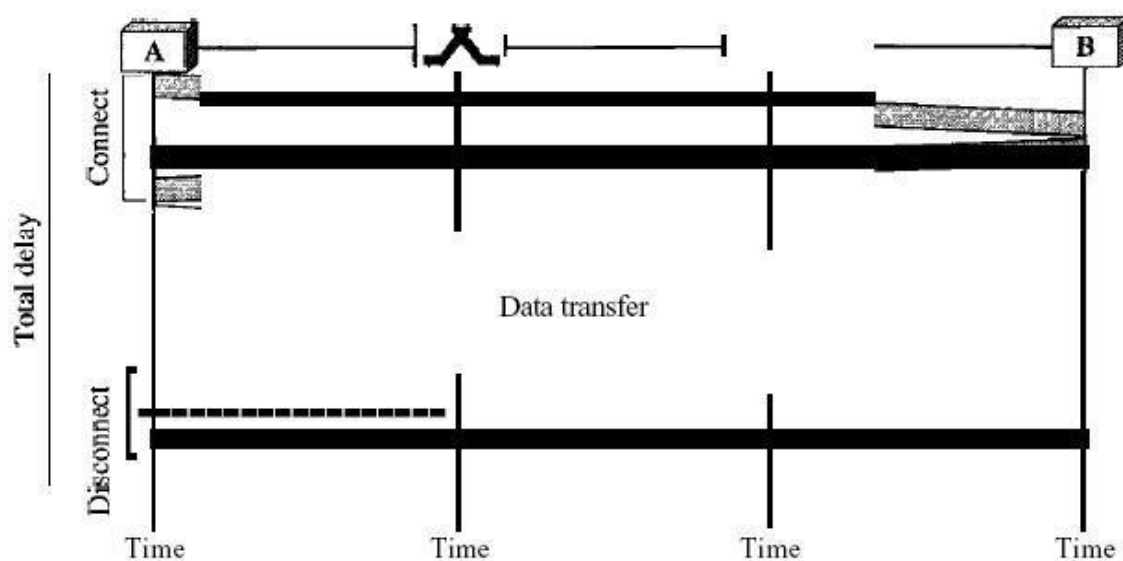 A
B
Connect
Total delay
Data transfer
Disconnect
Time
Time
Time
Time